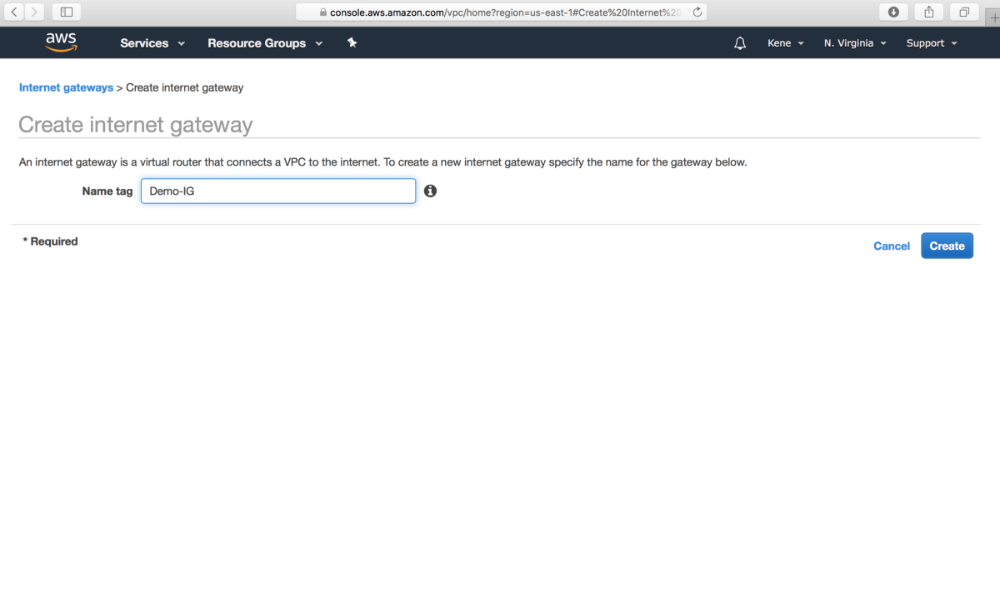 console.aws.amazon.com/vpc/home?region=us-east-1#Create%20Internet%20
aws Services Resource Groups Kene N. Virginia Support
Internet gateways > Create internet gateway
Create internet gateway
An internet gateway is a virtual router that connects a VPC to the internet. To create a new internet gateway specify the name for the gateway below.
Name tag Demo-IG
* Required
Cancel Create